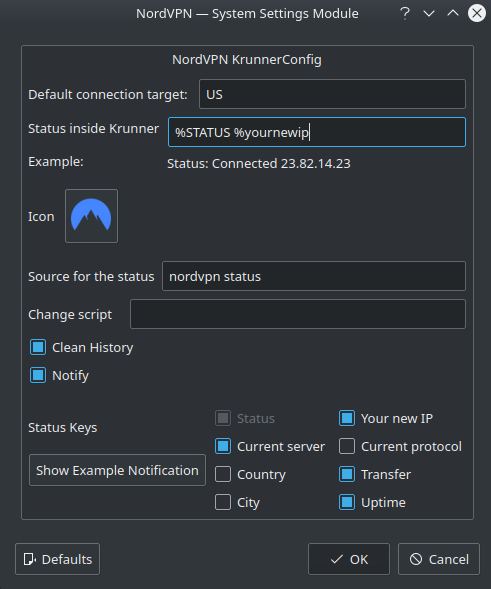 NordVPN — System Settings Module
NordVPN KrunnerConfig
Default connection target: US
Status inside Krunner %STATUS %yournewip
Example: Status: Connected 23.82.14.23
Icon
Source for the status nordvpn status
Change script
Clean History
Notify
Status Keys
Show Example Notification
Status Your new IP
Current server Current protocol
Country Transfer
City Uptime
Defaults OK Cancel